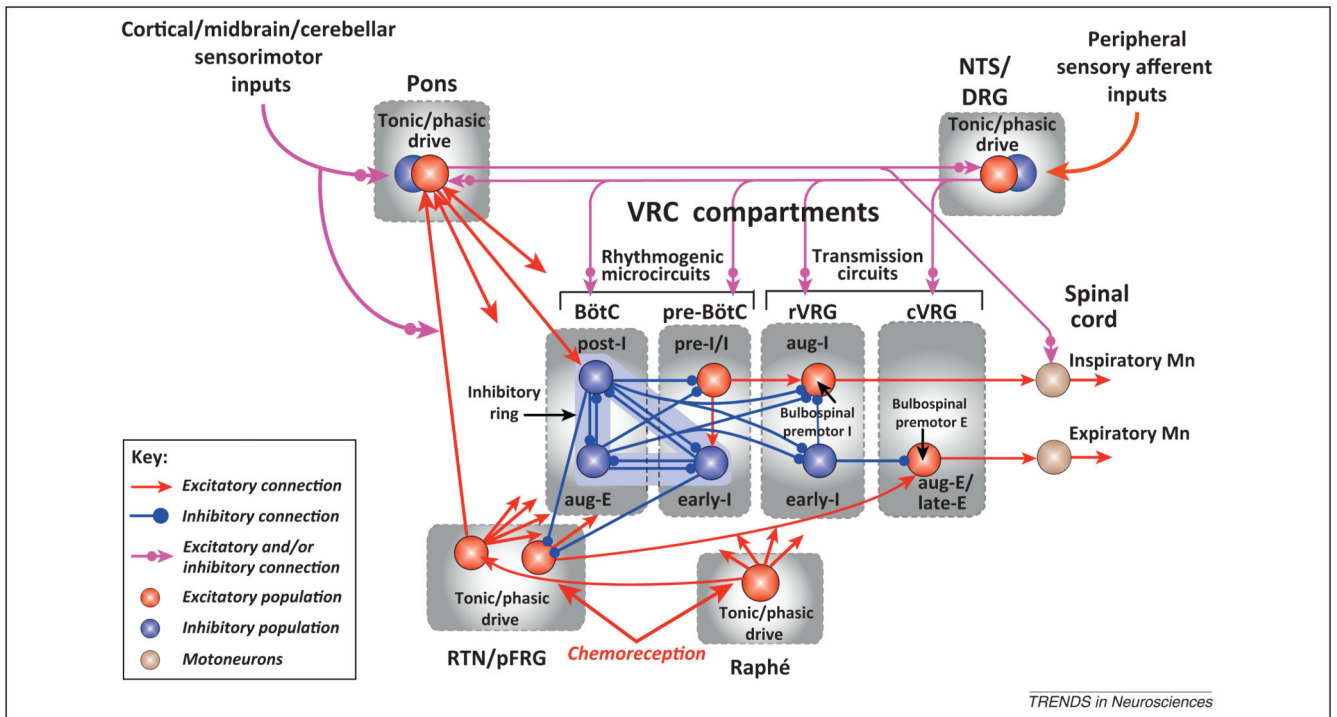 Cortical/midbrain/cerebellar
sensorimotor
inputs
Pons
Tonic/phasic
drive
NTS/
DRG
Tonic/phasic
drive
Peripheral
sensory afferent
inputs
VRC compartments
Rhythmogenic
microcircuits
Transmission
circuits
BötC
pre-BötC
rVRG
cVRG
Spinal
cord
post-I
pre-I/I
aug-I
Inspiratory Mn
Inhibitory
ring
Bulbospinal
premotor I
Bulbospinal
premotor E
Expiratory Mn
aug-E
early-I
early-I
aug-E/
late-E
Key:
Excitatory connection
Inhibitory connection
Excitatory and/or
inhibitory connection
Excitatory population
Inhibitory population
Motoneurons
Tonic/phasic
drive
RTN/pFRG
Chemoreception
Tonic/phasic
drive
Raphé
TRENDS in Neurosciences